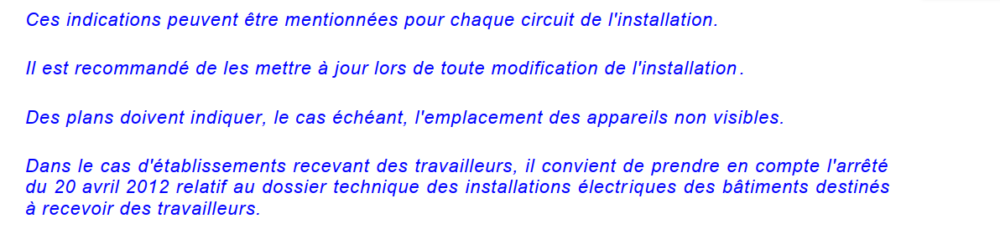 Ces indications peuvent être mentionnées pour chaque circuit de l'installation.
Il est recommandé de les mettre à jour lors de toute modification de l'installation.
Des plans doivent indiquer, le cas échéant, l'emplacement des appareils non visibles.
Dans le cas d'établissements recevant des travailleurs, il convient de prendre en compte l'arrêté
du 20 avril 2012 relatif au dossier technique des installations électriques des bâtiments destinés
à recevoir des travailleurs.